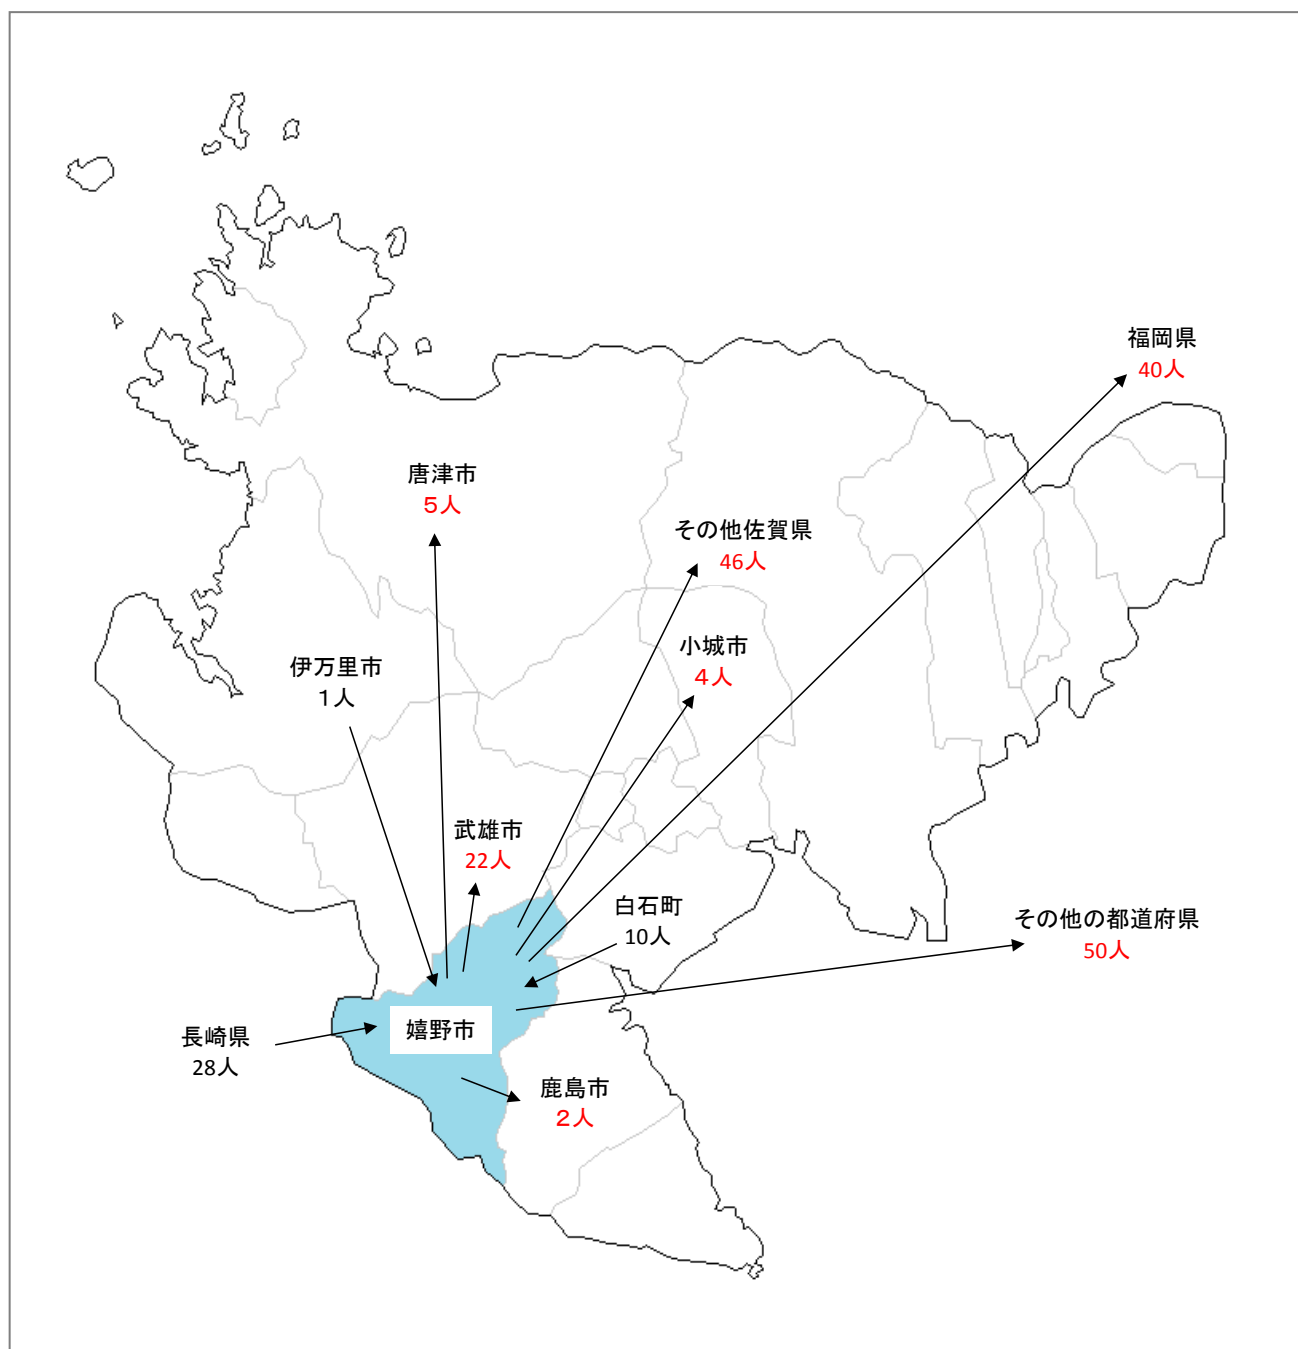 福岡県
40人
唐津市
5人
その他佐賀県
46人
小城市
4人
伊万里市
1人
武雄市
22人
白石町
10人
その他の都道府県
50人
嬉野市
長崎県
28人
鹿島市
2人